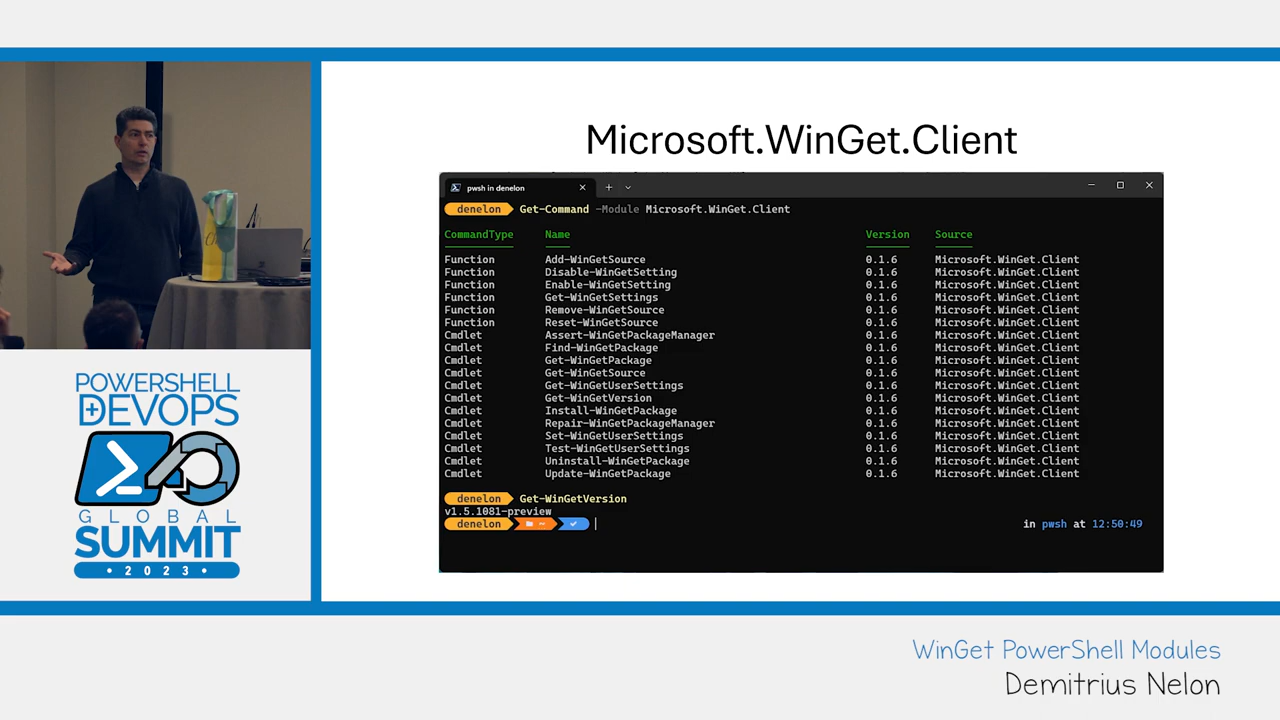 Microsoft.WinGet.Client
pwsh in denelon
denelon Get-Command -Module Microsoft.WinGet.Client
CommandType Name Version Source
Function Add-WinGetSource 0.1.6 Microsoft.WinGet.Client
Function Disable-WinGetSetting 0.1.6 Microsoft.WinGet.Client
Function Enable-WinGetSetting 0.1.6 Microsoft.WinGet.Client
Function Get-WinGetSettings 0.1.6 Microsoft.WinGet.Client
Function Remove-WinGetSource 0.1.6 Microsoft.WinGet.Client
Function Reset-WinGetSource 0.1.6 Microsoft.WinGet.Client
Cmdlet Assert-WinGetPackageManager 0.1.6 Microsoft.WinGet.Client
Cmdlet Find-WinGetPackage 0.1.6 Microsoft.WinGet.Client
Cmdlet Get-WinGetPackage 0.1.6 Microsoft.WinGet.Client
Cmdlet Get-WinGetSource 0.1.6 Microsoft.WinGet.Client
Cmdlet Get-WinGetUserSettings 0.1.6 Microsoft.WinGet.Client
Cmdlet Get-WinGetVersion 0.1.6 Microsoft.WinGet.Client
Cmdlet Install-WinGetPackage 0.1.6 Microsoft.WinGet.Client
Cmdlet Repair-WinGetPackageManager 0.1.6 Microsoft.WinGet.Client
Cmdlet Set-WinGetUserSettings 0.1.6 Microsoft.WinGet.Client
Cmdlet Test-WinGetUserSettings 0.1.6 Microsoft.WinGet.Client
Cmdlet Uninstall-WinGetPackage 0.1.6 Microsoft.WinGet.Client
Cmdlet Update-WinGetPackage 0.1.6 Microsoft.WinGet.Client
denelon Get-WinGetVersion
v1.5.1081-preview
denelon ~ in pwsh at 12:50:49
POWERSHELL
+DEVOPS
GLOBAL
SUMMIT
• 2023 •
WinGet PowerShell Modules
Demitrius Nelon